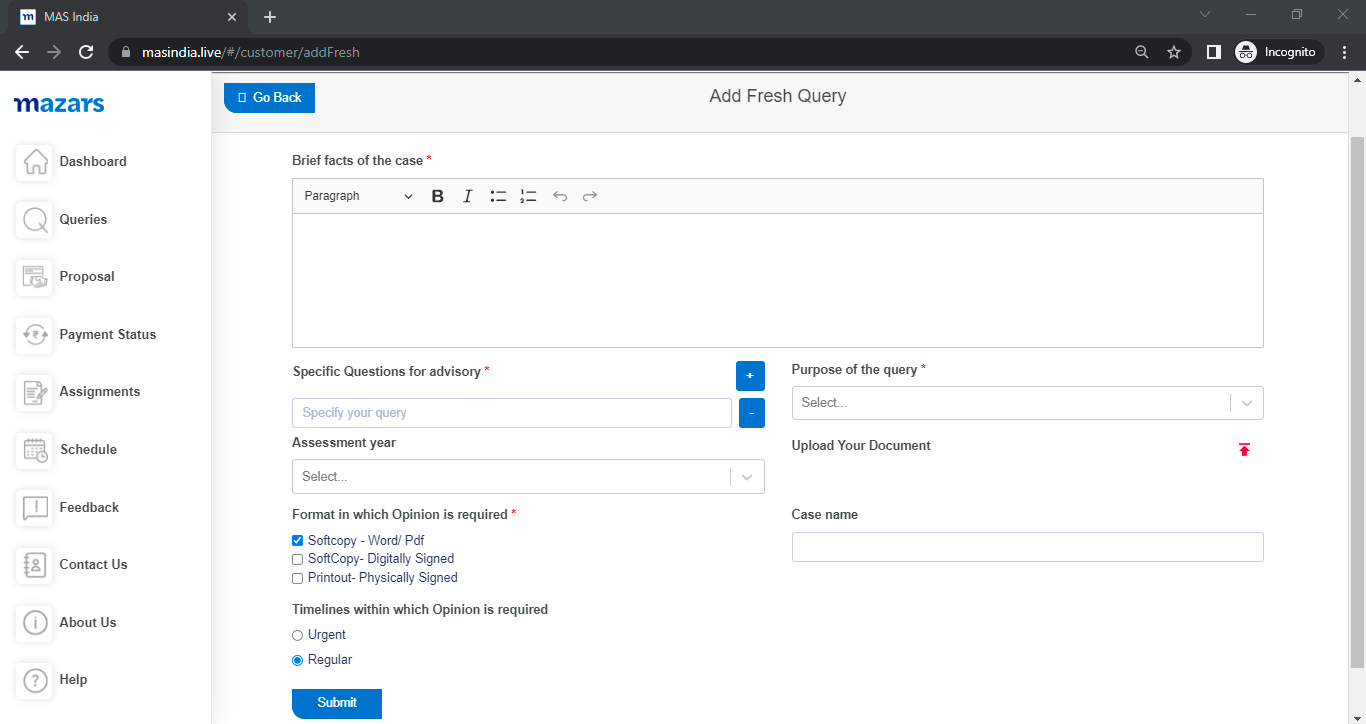 MAS India
masindia.live/#/customer/addFresh
Incognito
mazars
Dashboard
Queries
Proposal
Payment Status
Assignments
Schedule
Feedback
Contact Us
About Us
Help
Go Back
Add Fresh Query
Brief facts of the case *
Paragraph
B I
Specific Questions for advisory *
+
Specify your query
-
Purpose of the query *
Select...
Assessment year
Select...
Upload Your Document
Format in which Opinion is required *
Softcopy - Word/ Pdf
SoftCopy- Digitally Signed
Printout- Physically Signed
Case name
Timelines within which Opinion is required
Urgent
Regular
Submit